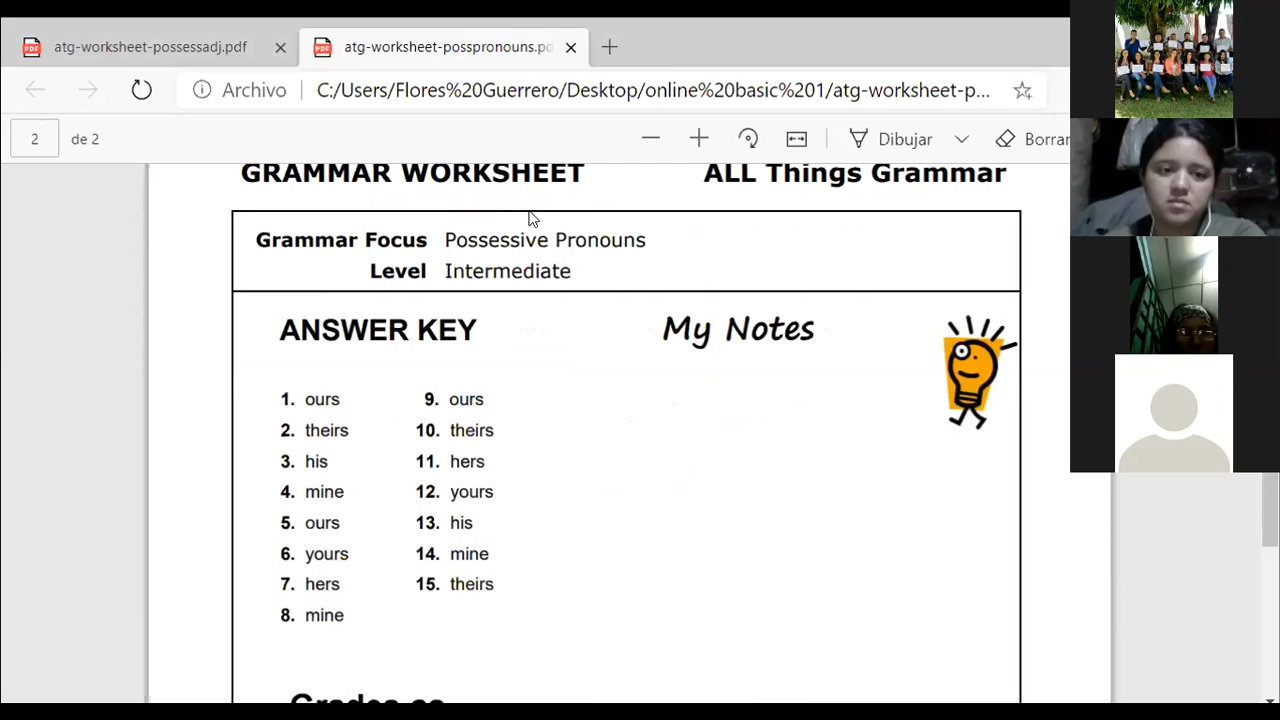 atg-worksheet-possessadj.pdf
atg-worksheet-posspronouns.pd
Archivo
C:/Users/Flores%20Guerrero/Desktop/online%20basic%201/atg-worksheet-p...
2 de 2
Dibujar
Borrar
GRAMMAR WORKSHEET ALL Things Grammar
Grammar Focus Possessive Pronouns
Level Intermediate
ANSWER KEY My Notes
1. ours 9. ours
2. theirs 10. theirs
3. his 11. hers
4. mine 12. yours
5. ours 13. his
6. yours 14. mine
7. hers 15. theirs
8. mine